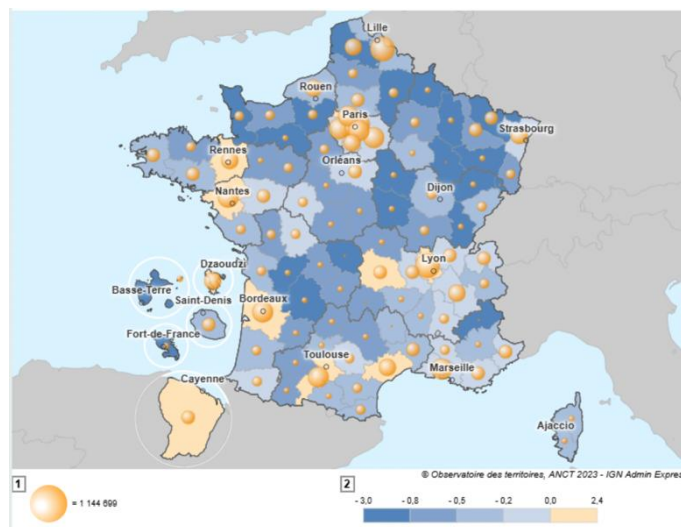 Lille
Rouen
Paris
Strasbourg
Rennes
Orléans
Nantes
Dijon
Dzaoudzi
Lyon
Basse-Terre
Saint-Denis
Bordeaux
Fort-de-France
Toulouse
Marseille
Cayenne
Ajaccio
© Observatoire des territoires, ANCT 2023 - IGN Admin Expres
1
2
= 1 144 699
- 3,0 - 0,8 - 0,5 - 0,2 0,0 2,4